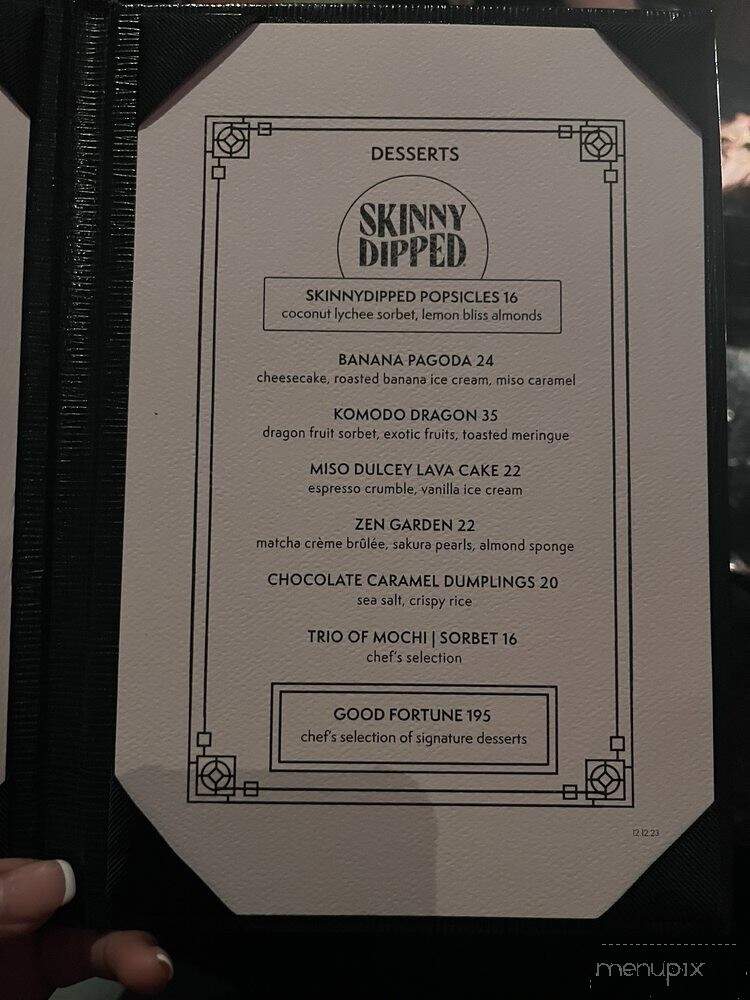 DESSERTS
SKINNY
DIPPED
SKINNYDIPPED POPSICLES 16
coconut lychee sorbet, lemon bliss almonds
BANANA PAGODA 24
cheesecake, roasted banana ice cream, miso caramel
KOMODO DRAGON 35
dragon fruit sorbet, exotic fruits, toasted meringue
MISO DULCEY LAVA CAKE 22
espresso crumble, vanilla ice cream
ZEN GARDEN 22
matcha crème brûlée, sakura pearls, almond sponge
CHOCOLATE CARAMEL DUMPLINGS 20
sea salt, crispy rice
TRIO OF MOCHI | SORBET 16
chef's selection
GOOD FORTUNE 195
chef's selection of signature desserts
12.12.23
menupix